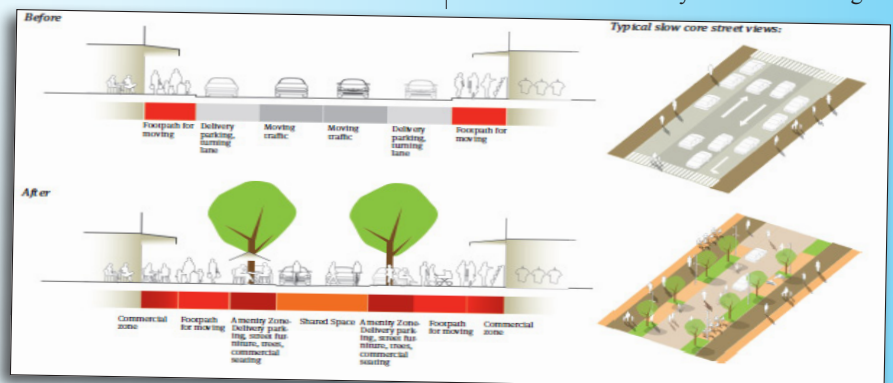 Before
Typical slow core street views:
Footpath for
moving
Delivery
parking,
turning
lane
Moving
traffic
Moving
traffic
Delivery
parking,
turning
lane
Footpath for
moving
After
Commercial
zone
Footpath
for moving
Amenity Zone-
Delivery park-
ing, street fur-
niture, trees,
commercial
seating
Shared Space
Amenity Zone-
Delivery park-
ing, street fur-
niture, trees,
commercial
seating
Footpath
for moving
Commercial
zone